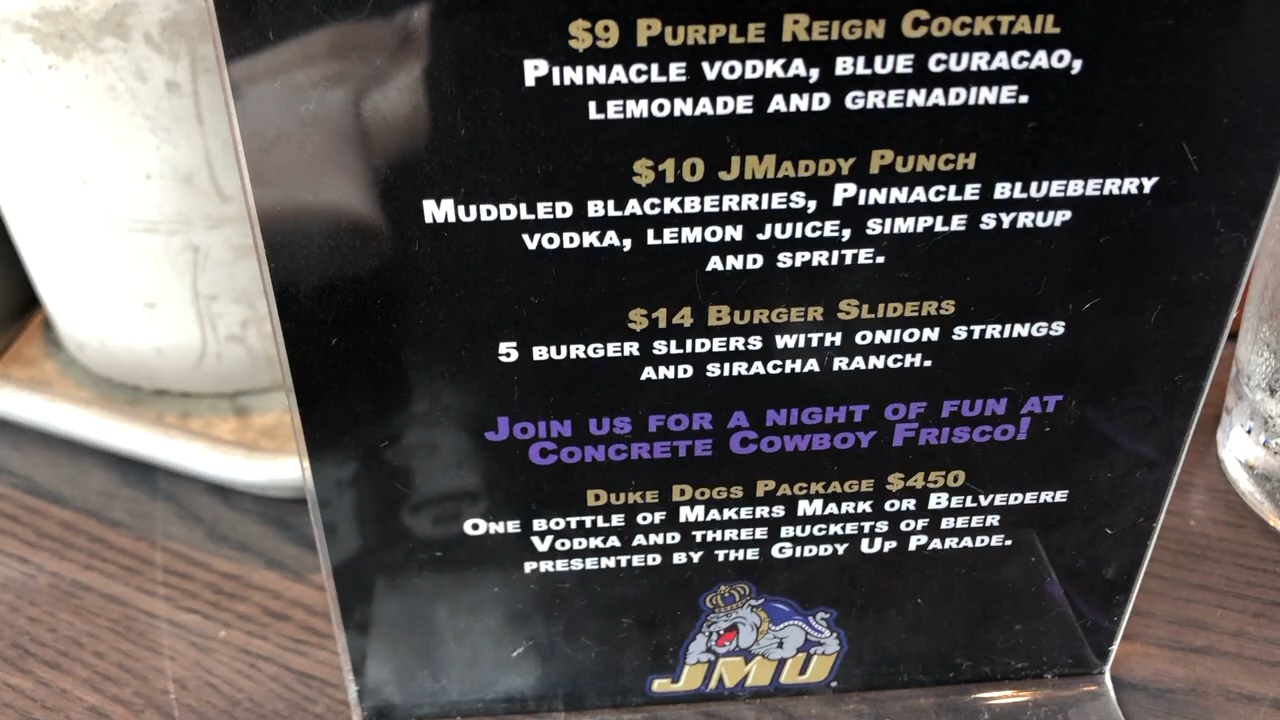 $9 Purple Reign Cocktail
Pinnacle vodka, blue curacao,
lemonade and grenadine.
$10 JMaddy Punch
Muddled blackberries, Pinnacle blueberry
vodka, lemon juice, simple syrup
and sprite.
$14 Burger Sliders
5 burger sliders with onion strings
and siracha ranch.
Join us for a night of fun at
Concrete Cowboy Frisco!
Duke Dogs Package $450
One bottle of Makers Mark or Belvedere
Vodka and three buckets of beer
presented by the Giddy Up Parade.
JMU